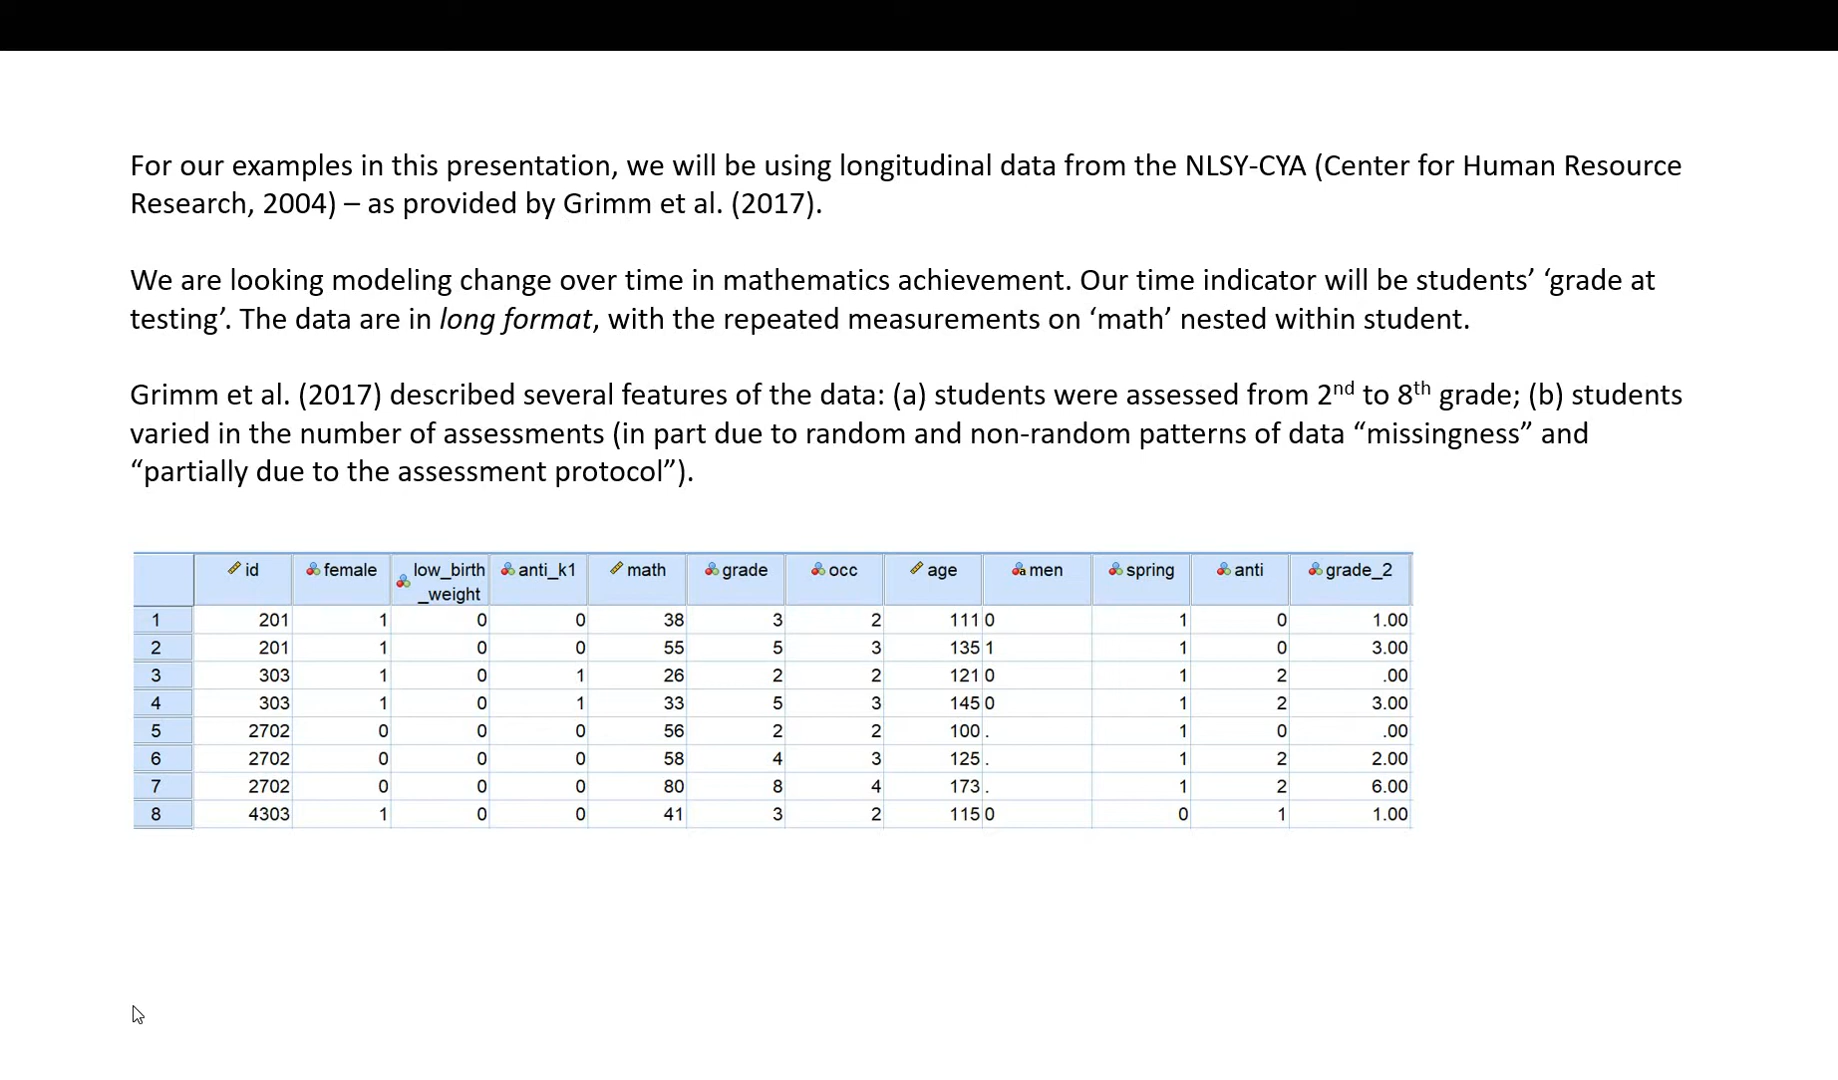 For our examples in this presentation, we will be using longitudinal data from the NLSY-CYA (Center for Human Resource
Research, 2004) – as provided by Grimm et al. (2017).
We are looking modeling change over time in mathematics achievement. Our time indicator will be students’ ‘grade at
testing’. The data are in long format, with the repeated measurements on ‘math’ nested within student.
Grimm et al. (2017) described several features of the data: (a) students were assessed from 2nd to 8th grade; (b) students
varied in the number of assessments (in part due to random and non-random patterns of data “missingness” and
“partially due to the assessment protocol”).
id female low_birth_weight anti_k1 math grade occ age men spring anti grade_2
1 201 1 0 0 38 3 2 111 0 1 0 1.00
2 201 1 0 0 55 5 3 135 1 1 0 3.00
3 303 1 0 1 26 2 2 121 0 1 2 .00
4 303 1 0 1 33 5 3 145 0 1 2 3.00
5 2702 0 0 0 56 2 2 100 . 1 0 .00
6 2702 0 0 0 58 4 3 125 . 1 2 2.00
7 2702 0 0 0 80 8 4 173 . 1 2 6.00
8 4303 1 0 0 41 3 2 115 0 0 1 1.00